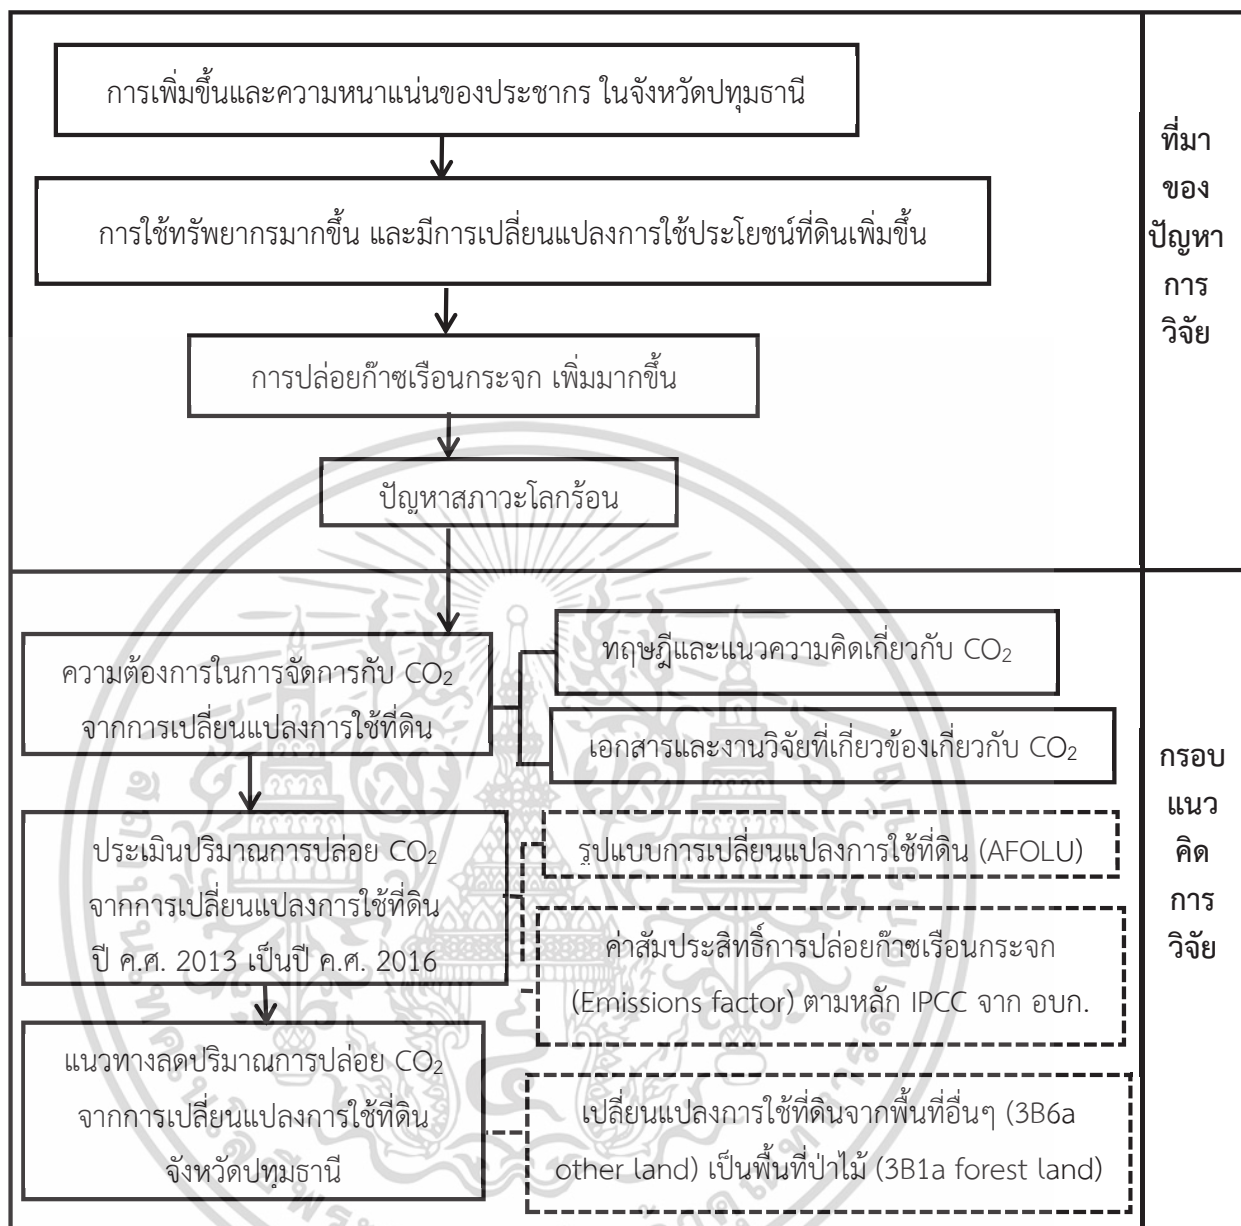 การเพิ่มขึ้นและความหนาแน่นของประชากร ในจังหวัดปทุมธานี
การใช้ทรัพยากรมากขึ้น และมีการเปลี่ยนแปลงการใช้ประโยชน์ที่ดินเพิ่มขึ้น
การปล่อยก๊าซเรือนกระจก เพิ่มมากขึ้น
ปัญหาสภาวะโลกร้อน
ที่มา
ของ
ปัญหา
การ
วิจัย
ความต้องการในการจัดการกับ CO₂
จากการเปลี่ยนแปลงการใช้ที่ดิน
ทฤษฎีและแนวความคิดเกี่ยวกับ CO₂
เอกสารและงานวิจัยที่เกี่ยวข้องเกี่ยวกับ CO₂
ประเมินปริมาณการปล่อย CO₂
จากการเปลี่ยนแปลงการใช้ที่ดิน
ปี ค.ศ. 2013 เป็นปี ค.ศ. 2016
รูปแบบการเปลี่ยนแปลงการใช้ที่ดิน (AFOLU)
ค่าสัมประสิทธิ์การปล่อยก๊าซเรือนกระจก
(Emissions factor) ตามหลัก IPCC จาก อบก.
แนวทางลดปริมาณการปล่อย CO₂
จากการเปลี่ยนแปลงการใช้ที่ดิน
จังหวัดปทุมธานี
เปลี่ยนแปลงการใช้ที่ดินจากพื้นที่อื่นๆ (3B6a
other land) เป็นพื้นที่ป่าไม้ (3B1a forest land)
กรอบ
แนว
คิด
การ
วิจัย